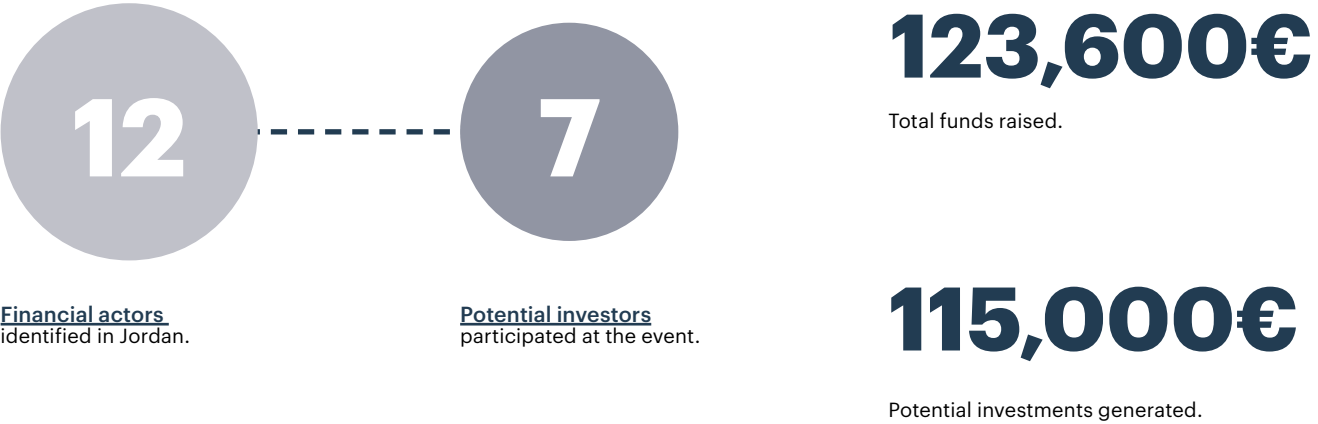 12
Financial actors
identified in Jordan.
7
Potential investors
participated at the event.
123,600€
Total funds raised.
115,000€
Potential investments generated.